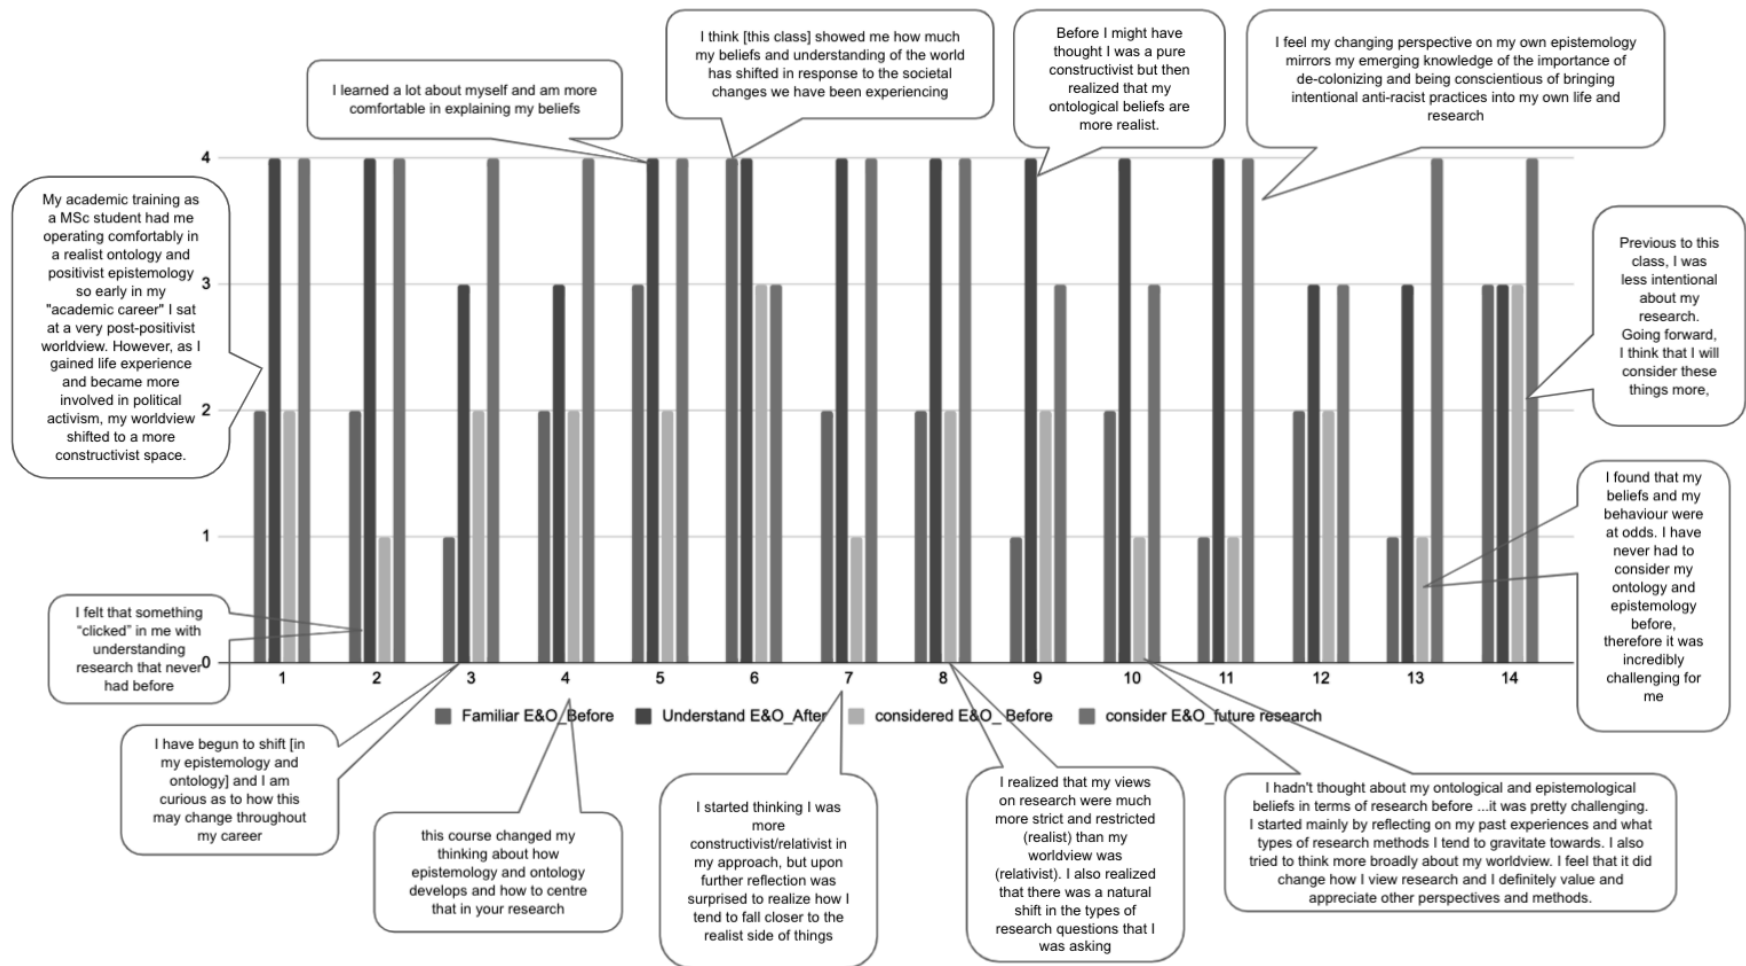 I think [this class] showed me how much
my beliefs and understanding of the world
has shifted in response to the societal
changes we have been experiencing
Before I might have
thought I was a pure
constructivist but then
realized that my
ontological beliefs are
more realist.
I feel my changing perspective on my own epistemology
mirrors my emerging knowledge of the importance of
de-colonizing and being conscientious of bringing
intentional anti-racist practices into my own life and
research
I learned a lot about myself and am more
comfortable in explaining my beliefs
My academic training as
a MSc student had me
operating comfortably in
a realist ontology and
positivist epistemology
so early in my
"academic career" I sat
at a very post-positivist
worldview. However, as I
gained life experience
and became more
involved in political
activism, my worldview
shifted to a more
constructivist space.
Previous to this
class, I was
less intentional
about my
research.
Going forward,
I think that I will
consider these
things more,
I found that my
beliefs and my
behaviour were
at odds. I have
never had to
consider my
ontology and
epistemology
before,
therefore it was
incredibly
challenging for
me
I felt that something
“clicked” in me with
understanding
research that never
had before
4
3
2
1
0
1 2 3 4 5 6 7 8 9 10 11 12 13 14
Familiar E&O_Before Understand E&O_After considered E&O_ Before consider E&O_future research
I have begun to shift [in
my epistemology and
ontology] and I am
curious as to how this
may change throughout
my career
this course changed my
thinking about how
epistemology and ontology
develops and how to centre
that in your research
I started thinking I was
more
constructivist/relativist in
my approach, but upon
further reflection was
surprised to realize how I
tend to fall closer to the
realist side of things
I realized that my views
on research were much
more strict and restricted
(realist) than my
worldview was
(relativist). I also realized
that there was a natural
shift in the types of
research questions that I
was asking
I hadn't thought about my ontological and epistemological
beliefs in terms of research before ...it was pretty challenging.
I started mainly by reflecting on my past experiences and what
types of research methods I tend to gravitate towards. I also
tried to think more broadly about my worldview. I feel that it did
change how I view research and I definitely value and
appreciate other perspectives and methods.